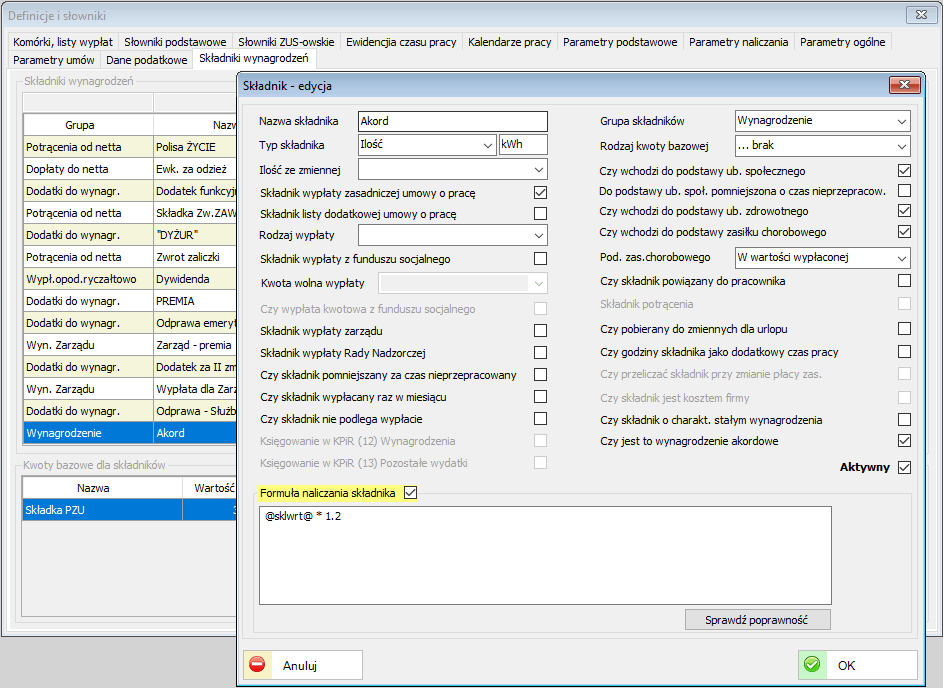 Definicje i słowniki
Komórki, listy wypłat
Słowniki podstawowe
Słowniki ZUS-owskie
Ewidencja czasu pracy
Kalendarze pracy
Parametry podstawowe
Parametry naliczania
Parametry ogólne
Parametry umów
Dane podatkowe
Składniki wynagrodzeń
Składniki wynagrodzeń
Grupa
Potrącenia od netto
Polisa ŻYCIE
Dopłaty do netto
Ekw. za odzież
Dodatki do wynagr.
Potrącenia od netto
Składka Zw.ZAW
Dodatki do wynagr.
"DYŻUR"
Potrącenia od netto
Zwrot zaliczki
Wypł.opod.ryczałtowo
Dywidenda
Dodatki do wynagr.
PREMIA
Dodatki do wynagr.
Odprawa emeryt
Wyn. Zarządu
Zarząd - premia
Dodatki do wynagr.
Dodatek za II zm
Wyn. Zarządu
Wypłata dla Zarz
Dodatki do wynagr.
Odprawa - Służb
Wynagrodzenie
Akord
Kwoty bazowe dla składników
Nazwa
Wartość
Składka PZU
Składnik - edycja
Nazwa składnika
Akord
Typ składnika
Ilość
kWh
Ilość ze zmiennej
Składnik wypłaty zasadniczej umowy o pracę
Składnik listy dodatkowej umowy o pracę
Rodzaj wypłaty
Składnik wypłaty z funduszu socjalnego
Kwota wolna wypłaty
Czy wypłata kwotowa z funduszu socjalnego
Składnik wypłaty zarządu
Składnik wypłaty Rady Nadzorczej
Czy składnik pomniejszany za czas nieprzepracowany
Czy składnik wypłacany raz w miesiącu
Czy składnik nie podlega wypłacie
Księgowanie w KPiR (12) Wynagrodzenia
Księgowanie w KPiR (13) Pozostałe wydatki
Grupa składników
Wynagrodzenie
Rodzaj kwoty bazowej
... brak
Czy wchodzi do podstawy ub. społecznego
Do podstawy ub. społ. pomniejszona o czas nieprzepracow.
Czy wchodzi do podstawy ub. zdrowotnego
Czy wchodzi do podstawy zasiłku chorobowego
Pod. zas.chorobowego
W wartości wypłaconej
Czy składnik powiązany do pracownika
Składnik potrącenia
Czy pobierany do zmiennych dla urlopu
Czy godziny składnika jako dodatkowy czas pracy
Czy przeliczać składnik przy zmianie płacy zas.
Czy składnik jest kosztem firmy
Czy składnik o charakt. stałym wynagrodzenia
Czy jest to wynagrodzenie akordowe
Aktywny
Formuła naliczania składnika
@sklwrt@ * 1.2
Sprawdź poprawność
Anuluj
OK